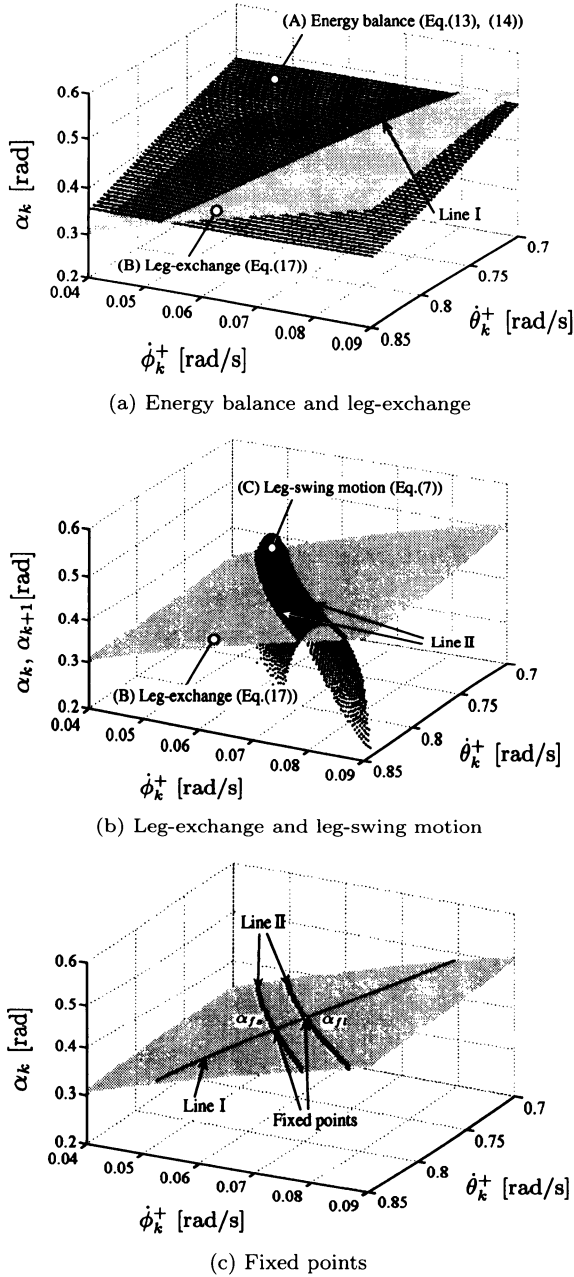 (A) Energy balance (Eq.(13), (14))
0.6
0.5
0.4
0.3
0.2
α_k [rad]
Line I
(B) Leg-exchange (Eq.(17))
0.04
0.05
0.06
0.07
0.08
0.09
0.85
0.8
0.75
0.7
φ̇_k^+ [rad/s]
θ̇_k^+ [rad/s]
(a) Energy balance and leg-exchange
(C) Leg-swing motion (Eq.(7))
0.6
0.5
0.4
0.3
0.2
α_k, α_{k+1}[rad]
Line II
(B) Leg-exchange (Eq.(17))
0.04
0.05
0.06
0.07
0.08
0.09
0.85
0.8
0.75
0.7
φ̇_k^+ [rad/s]
θ̇_k^+ [rad/s]
(b) Leg-exchange and leg-swing motion
Line II
0.6
0.5
0.4
0.3
0.2
α_k [rad]
Line I
Fixed points
0.04
0.05
0.06
0.07
0.08
0.09
0.85
0.8
0.75
0.7
φ̇_k^+ [rad/s]
θ̇_k^+ [rad/s]
(c) Fixed points